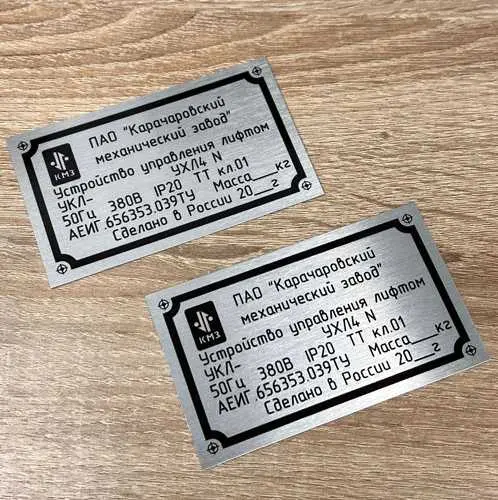 ПАО "Карачаровский
механический завод"
КМЗ
Устройство управления лифтом
УКЛ- УХЛ4 N
50Гц 380В IP20 ТТ кл.01
АЕИГ.656353.039ТУ Масса___кг
Сделано в России 20___г
ПАО "Карачаровский
механический завод"
КМЗ
Устройство управления лифтом
УКЛ- УХЛ4 N
50Гц 380В IP20 ТТ кл.01
АЕИГ.656353.039ТУ Масса___кг
Сделано в России 20___г